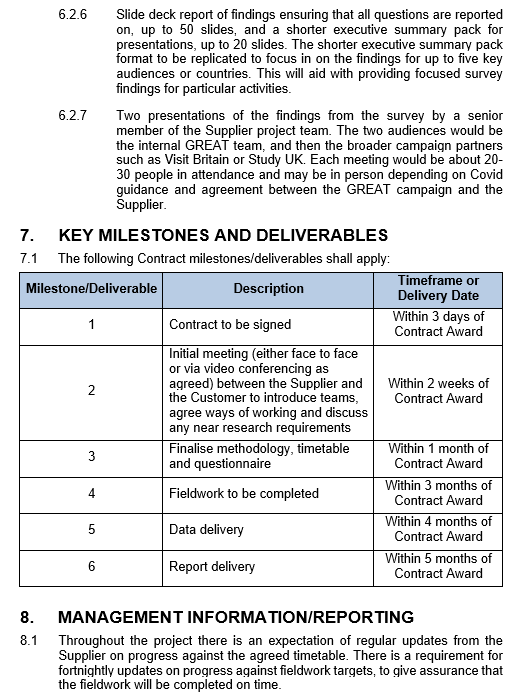 6.2.6 Slide deck report of findings ensuring that all questions are reported
on, up to 50 slides, and a shorter executive summary pack for
presentations, up to 20 slides. The shorter executive summary pack
format to be replicated to focus in on the findings for up to five key
audiences or countries. This will aid with providing focused survey
findings for particular activities.
6.2.7 Two presentations of the findings from the survey by a senior
member of the Supplier project team. The two audiences would be
the internal GREAT team, and then the broader campaign partners
such as Visit Britain or Study UK. Each meeting would be about 20-
30 people in attendance and may be in person depending on Covid
guidance and agreement between the GREAT campaign and the
Supplier.
7. KEY MILESTONES AND DELIVERABLES
7.1 The following Contract milestones/deliverables shall apply:
Milestone/Deliverable Description Timeframe or
Delivery Date
1 Contract to be signed Within 3 days of
Contract Award
2 Initial meeting (either face to face
or via video conferencing as
agreed) between the Supplier and
the Customer to introduce teams,
agree ways of working and discuss
any near research requirements
Within 2 weeks of
Contract Award
3 Finalise methodology, timetable
and questionnaire
Within 1 month of
Contract Award
4 Fieldwork to be completed Within 3 months of
Contract Award
5 Data delivery Within 4 months of
Contract Award
6 Report delivery Within 5 months of
Contract Award
8. MANAGEMENT INFORMATION/REPORTING
8.1 Throughout the project there is an expectation of regular updates from the
Supplier on progress against the agreed timetable. There is a requirement for
fortnightly updates on progress against fieldwork targets, to give assurance that
the fieldwork will be completed on time.